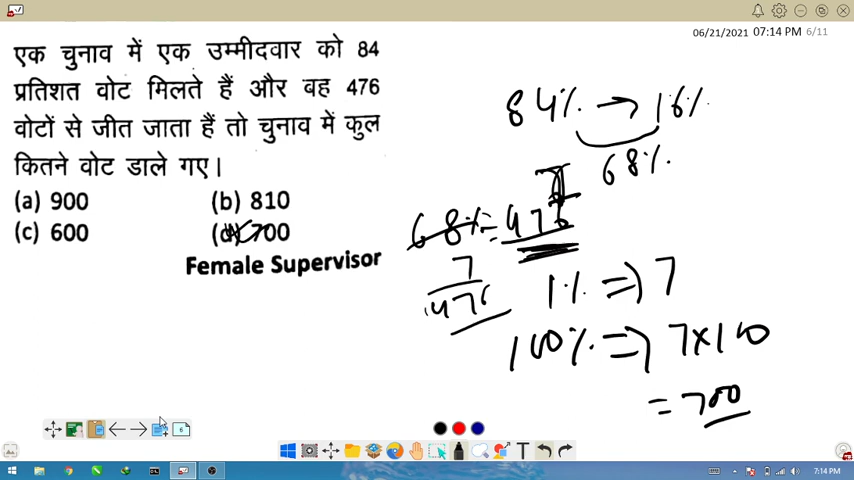 06/21/2021 07:14 PM 6/11
एक चुनाव में एक उम्मीदवार को 84
प्रतिशत वोट मिलते हैं और वह 476
वोटों से जीत जाता हैं तो चुनाव में कुल
कितने वोट डाले गए।
(a) 900 (b) 810
(c) 600 (d) 700
Female Supervisor
84% → 16%
68%
7
68% = 476
7
476
1% ⇒ 7
100% ⇒ 7x100
= 700
6
T
7:14 PM